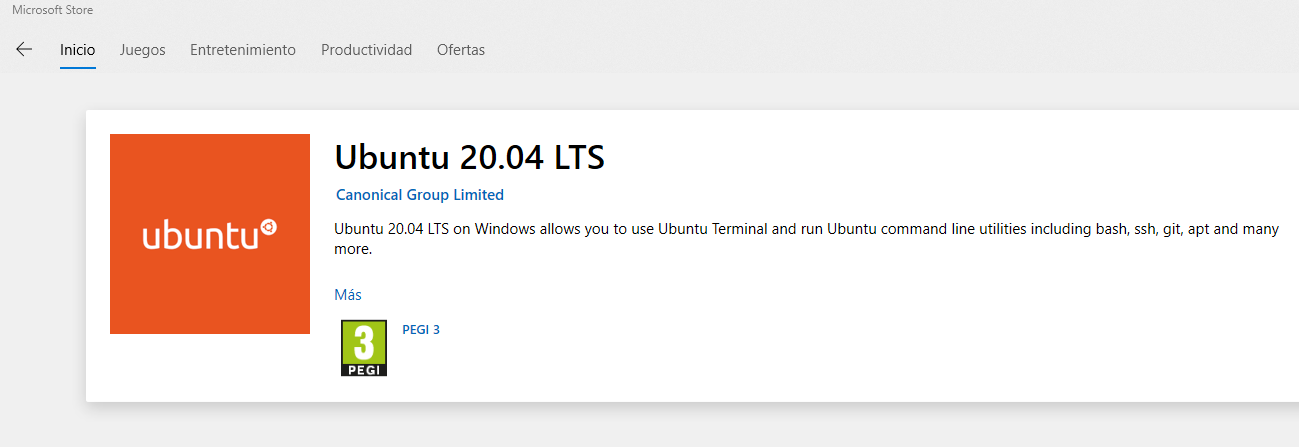 Microsoft Store
Inicio Juegos Entretenimiento Productividad Ofertas
ubuntu
Ubuntu 20.04 LTS
Canonical Group Limited
Ubuntu 20.04 LTS on Windows allows you to use Ubuntu Terminal and run Ubuntu command line utilities including bash, ssh, git, apt and many
more.
Más
3
PEGI
PEGI 3